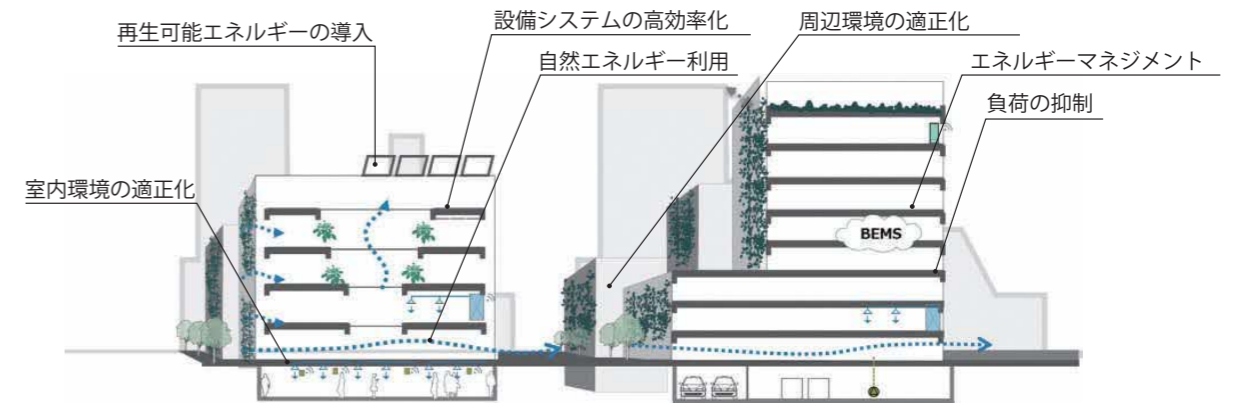 設備システムの高効率化
周辺環境の適正化
再生可能エネルギーの導入
自然エネルギー利用
エネルギーマネジメント
負荷の抑制
室内環境の適正化
BEMS